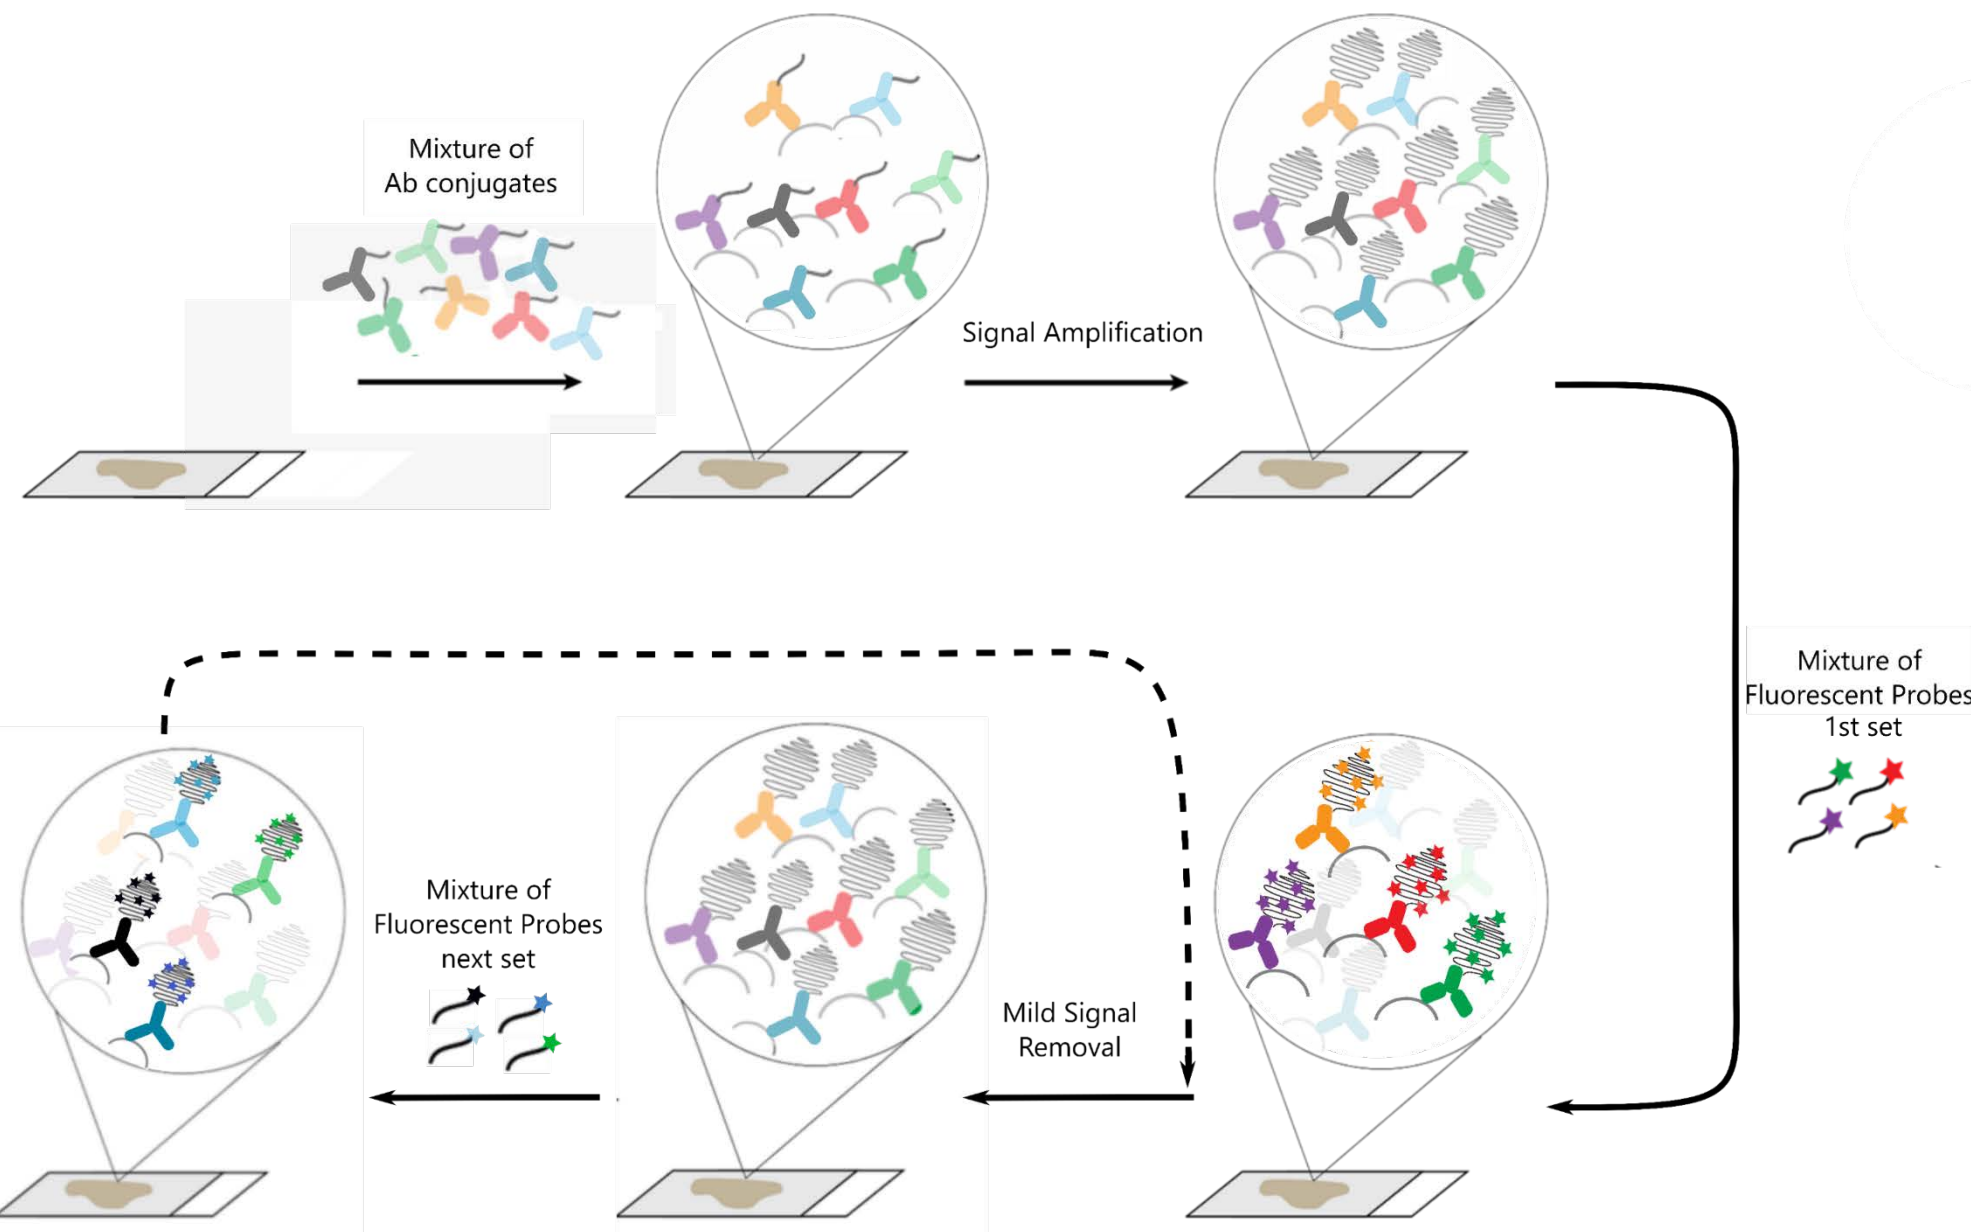 Mixture of
Ab conjugates
Signal Amplification
Mixture of
Fluorescent Probes
1st set
Mild Signal
Removal
Mixture of
Fluorescent Probes
next set